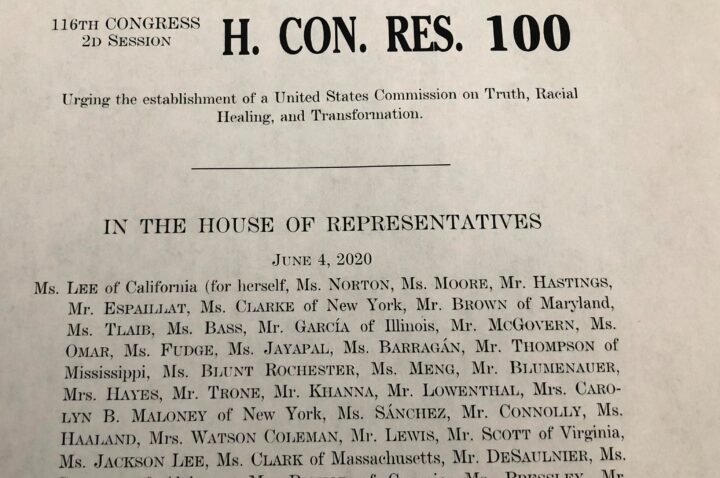 116TH CONGRESS
2D SESSION
H. CON. RES. 100
Urging the establishment of a United States Commission on Truth, Racial
Healing, and Transformation.
IN THE HOUSE OF REPRESENTATIVES
JUNE 4, 2020
Ms. LEE of California (for herself, Ms. NORTON, Ms. MOORE, Mr. HASTINGS,
Mr. ESPAILLAT, Ms. CLARKE of New York, Mr. BROWN of Maryland,
Ms. TLAIB, Ms. BASS, Mr. GARCÍA of Illinois, Mr. MCGOVERN, Ms.
OMAR, Ms. FUDGE, Ms. JAYAPAL, Ms. BARRAGÁN, Mr. THOMPSON of
Mississippi, Ms. BLUNT ROCHESTER, Ms. MENG, Mr. BLUMENAUER,
Mrs. HAYES, Mr. TRONE, Mr. KHANNA, Mr. LOWENTHAL, Mrs. CARO-
LYN B. MALONEY of New York, Ms. SÁNCHEZ, Mr. CONNOLLY, Ms.
HAALAND, Mrs. WATSON COLEMAN, Mr. LEWIS, Mr. SCOTT of Virginia,
Ms. JACKSON LEE, Ms. CLARK of Massachusetts, Mr. DESAULNIER, Ms.